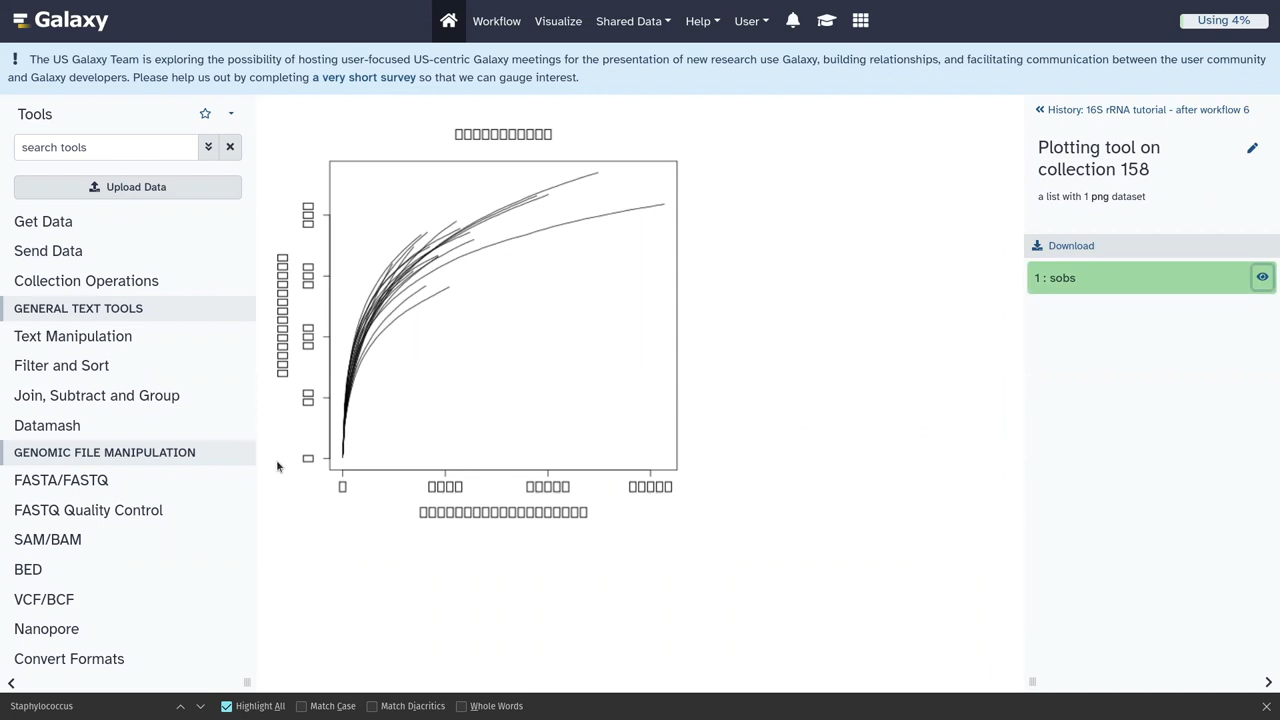 Galaxy
Workflow Visualize Shared Data Help User Using 4%
The US Galaxy Team is exploring the possibility of hosting user-focused US-centric Galaxy meetings for the presentation of new research use Galaxy, building relationships, and facilitating communication between the user community
and Galaxy developers. Please help us out by completing a very short survey so that we can gauge interest.
Tools
search tools
Upload Data
Get Data
Send Data
Collection Operations
GENERAL TEXT TOOLS
Text Manipulation
Filter and Sort
Join, Subtract and Group
Datamash
GENOMIC FILE MANIPULATION
FASTA/FASTQ
FASTQ Quality Control
SAM/BAM
BED
VCF/BCF
Nanopore
Convert Formats
History: 16S rRNA tutorial - after workflow 6
Plotting tool on
collection 158
a list with 1 png dataset
Download
1 : sobs
Staphylococcus Highlight All Match Case Match Diacritics Whole Words